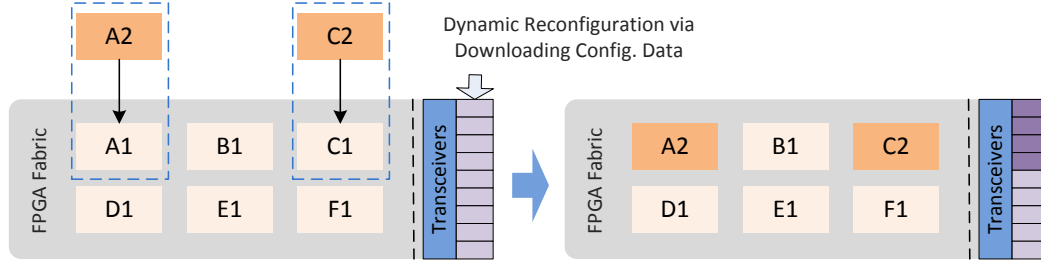 A2
C2
Dynamic Reconfiguration via
Downloading Config. Data
FPGA Fabric
A1
B1
C1
D1
E1
F1
Transceivers
FPGA Fabric
A2
B1
C2
D1
E1
F1
Transceivers